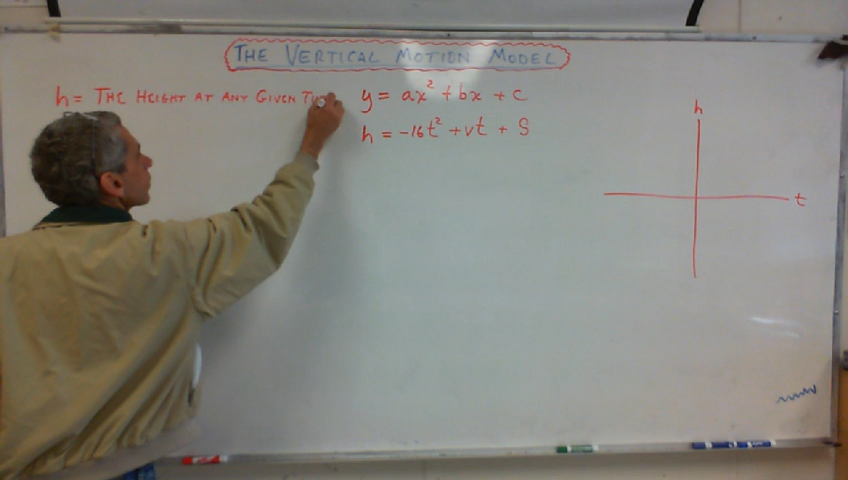 THE VERTICAL MOTION MODEL
h = THE HEIGHT AT ANY GIVEN
y = ax² + bx + c
h = -16t² + vt + S
h
t